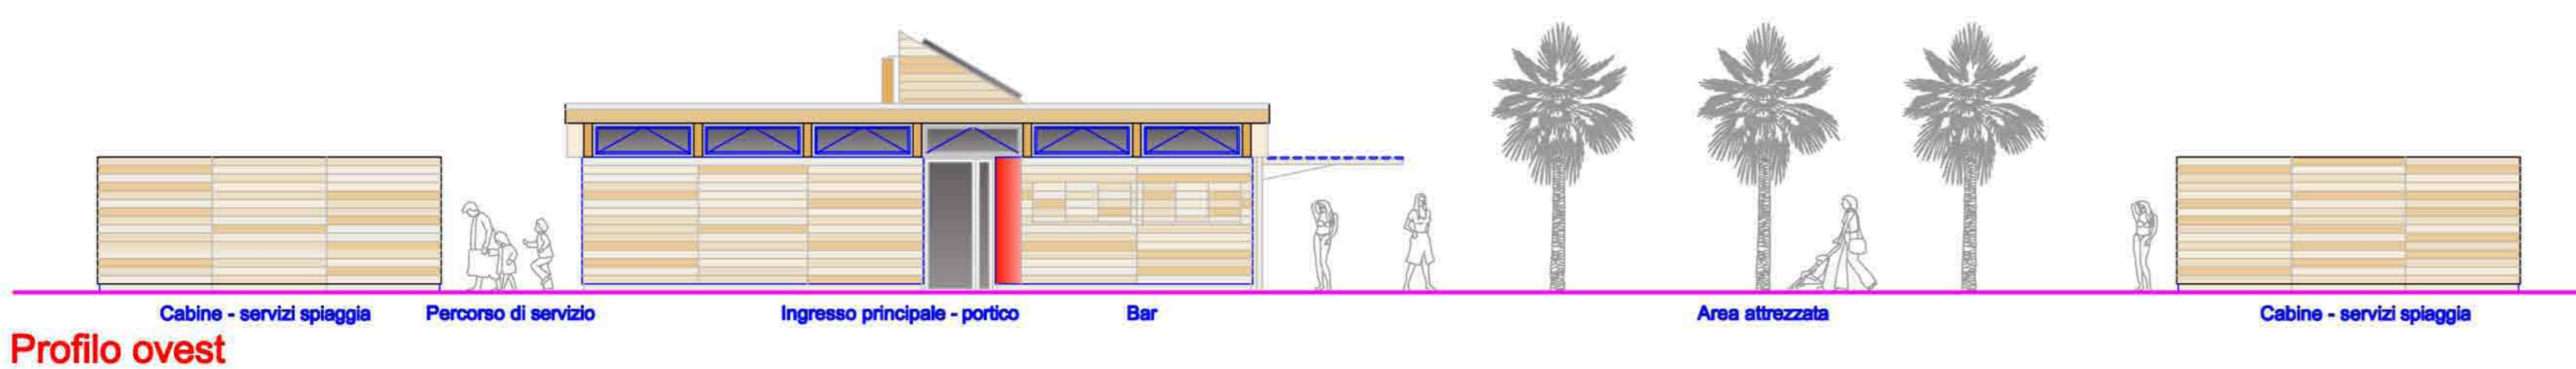 Cabine - servizi spiaggia
Percorso di servizio
Ingresso principale - portico
Bar
Area attrezzata
Cabine - servizi spiaggia
Profilo ovest